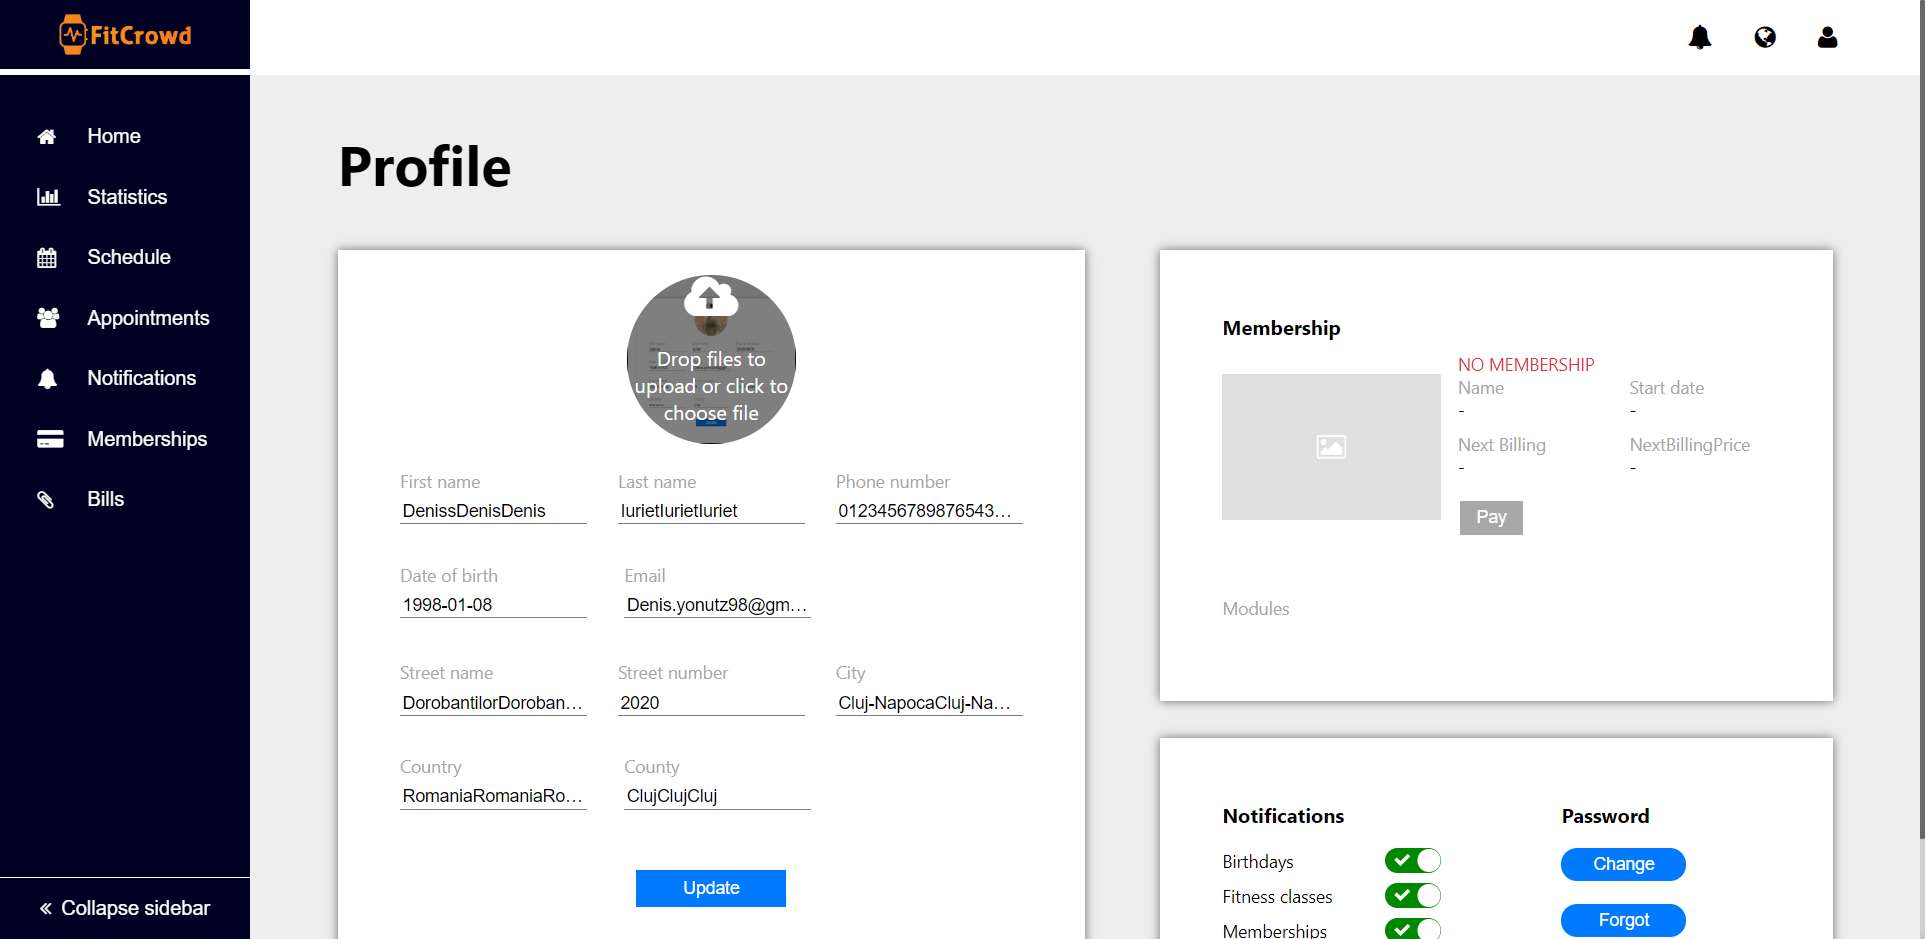 FitCrowd
Home
Statistics
Schedule
Appointments
Notifications
Memberships
Bills
« Collapse sidebar
Profile
Drop files to
upload or click to
choose file
First name
Last name
Phone number
DenissDenisDenis
IurietIurietIuriet
0123456789876543...
Date of birth
Email
1998-01-08
Denis.yonutz98@gm...
Street name
Street number
City
DorobantilorDoroban...
2020
Cluj-NapocaCluj-Na...
Country
County
RomaniaRomaniaRo...
ClujClujCluj
Update
Membership
NO MEMBERSHIP
Name
Start date
-
-
Next Billing
NextBillingPrice
-
-
Pay
Modules
Notifications
Birthdays
Fitness classes
Memberships
Password
Change
Forgot